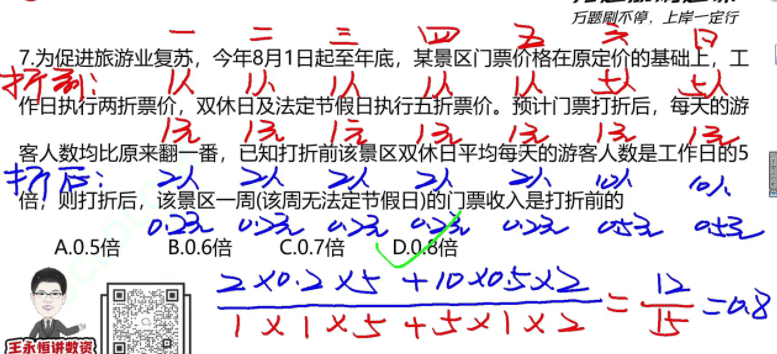 万题刷不停，上岸一定行
一 二 三 四 五 六 日
7.为促进旅游业复苏，今年8月1日起至年底，某景区门票价格在原定价的基础上，工
打折前： 1人 1人 1人 1人 1人 5人 5人
作日执行两折票价，双休日及法定节假日执行五折票价。预计门票打折后，每天的游
1元 1元 1元 1元 1元 1元 1元
客人数均比原来翻一番，已知打折前该景区双休日平均每天的游客人数是工作日的5
打折后： 2人 2人 2人 2人 2人 10人 10人
倍，则打折后，该景区一周(该周无法定节假日)的门票收入是打折前的
0.2元 0.2元 0.2元 0.2元 0.2元 0.5元 0.5元
A.0.5倍 B.0.6倍 C.0.7倍 D.0.8倍
2×0.2×5+10×0.5×2
1×1×5+5×1×2
= 12/15 =0.8
王永恒讲数资